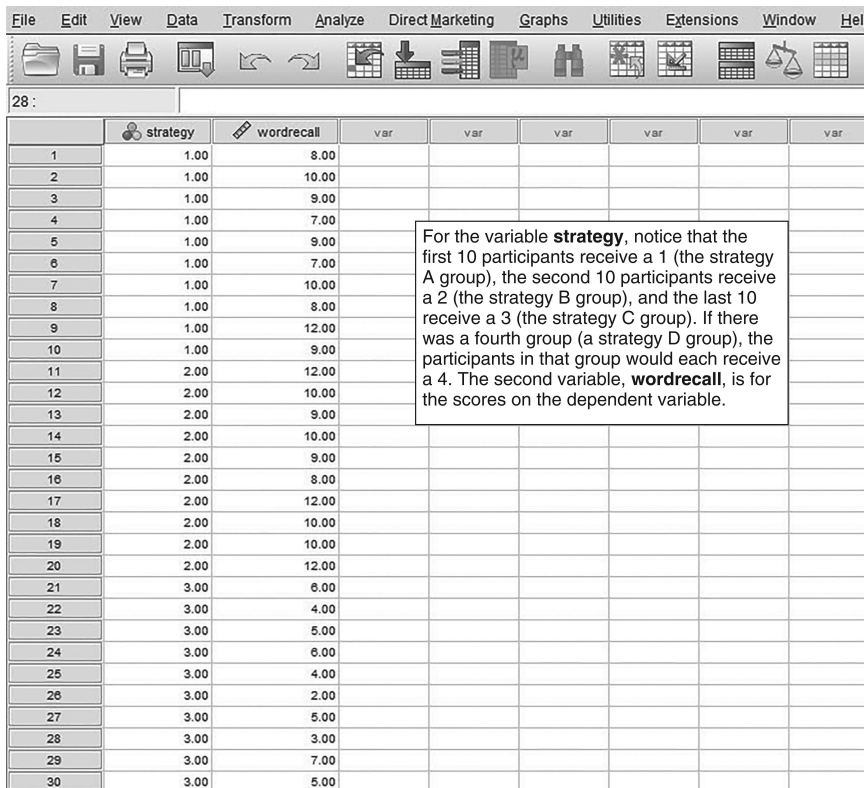 File Edit View Data Transform Analyze Direct Marketing Graphs Utilities Extensions Window Hel
28 :
strategy wordrecall var var var var var var
1 1.00 8.00
2 1.00 10.00
3 1.00 9.00
4 1.00 7.00
5 1.00 9.00
6 1.00 7.00
7 1.00 10.00
8 1.00 8.00
9 1.00 12.00
10 1.00 9.00
11 2.00 12.00
12 2.00 10.00
13 2.00 9.00
14 2.00 10.00
15 2.00 9.00
16 2.00 8.00
17 2.00 12.00
18 2.00 10.00
19 2.00 10.00
20 2.00 12.00
21 3.00 6.00
22 3.00 4.00
23 3.00 5.00
24 3.00 6.00
25 3.00 4.00
26 3.00 2.00
27 3.00 5.00
28 3.00 3.00
29 3.00 7.00
30 3.00 5.00
For the variable strategy, notice that the
first 10 participants receive a 1 (the strategy
A group), the second 10 participants receive
a 2 (the strategy B group), and the last 10
receive a 3 (the strategy C group). If there
was a fourth group (a strategy D group), the
participants in that group would each receive
a 4. The second variable, wordrecall, is for
the scores on the dependent variable.